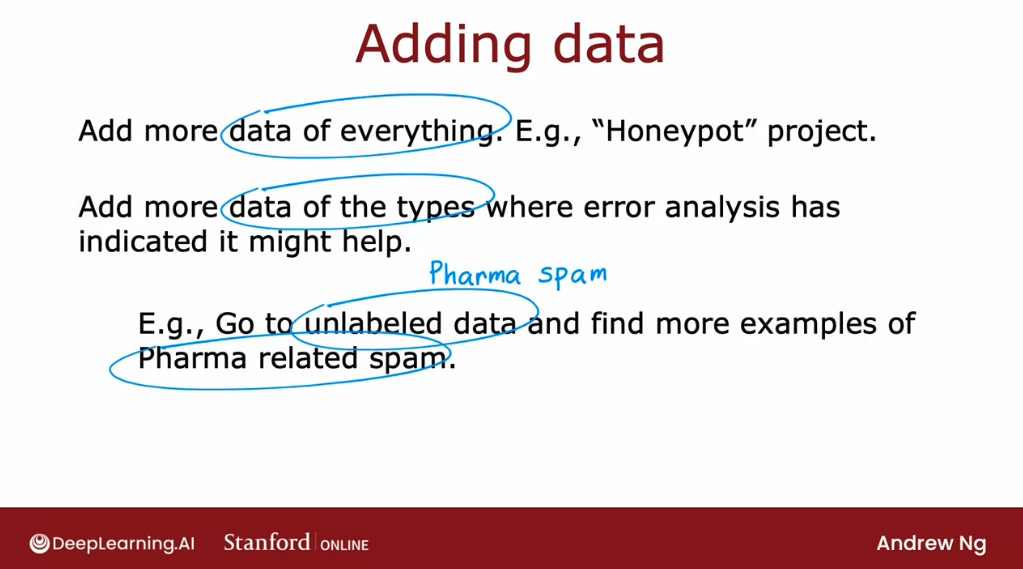 Adding data
Add more data of everything. E.g., “Honeypot” project.
Add more data of the types where error analysis has
indicated it might help.
Pharma spam
E.g., Go to unlabeled data and find more examples of
Pharma related spam.
DeepLearning.AI Stanford | ONLINE Andrew Ng